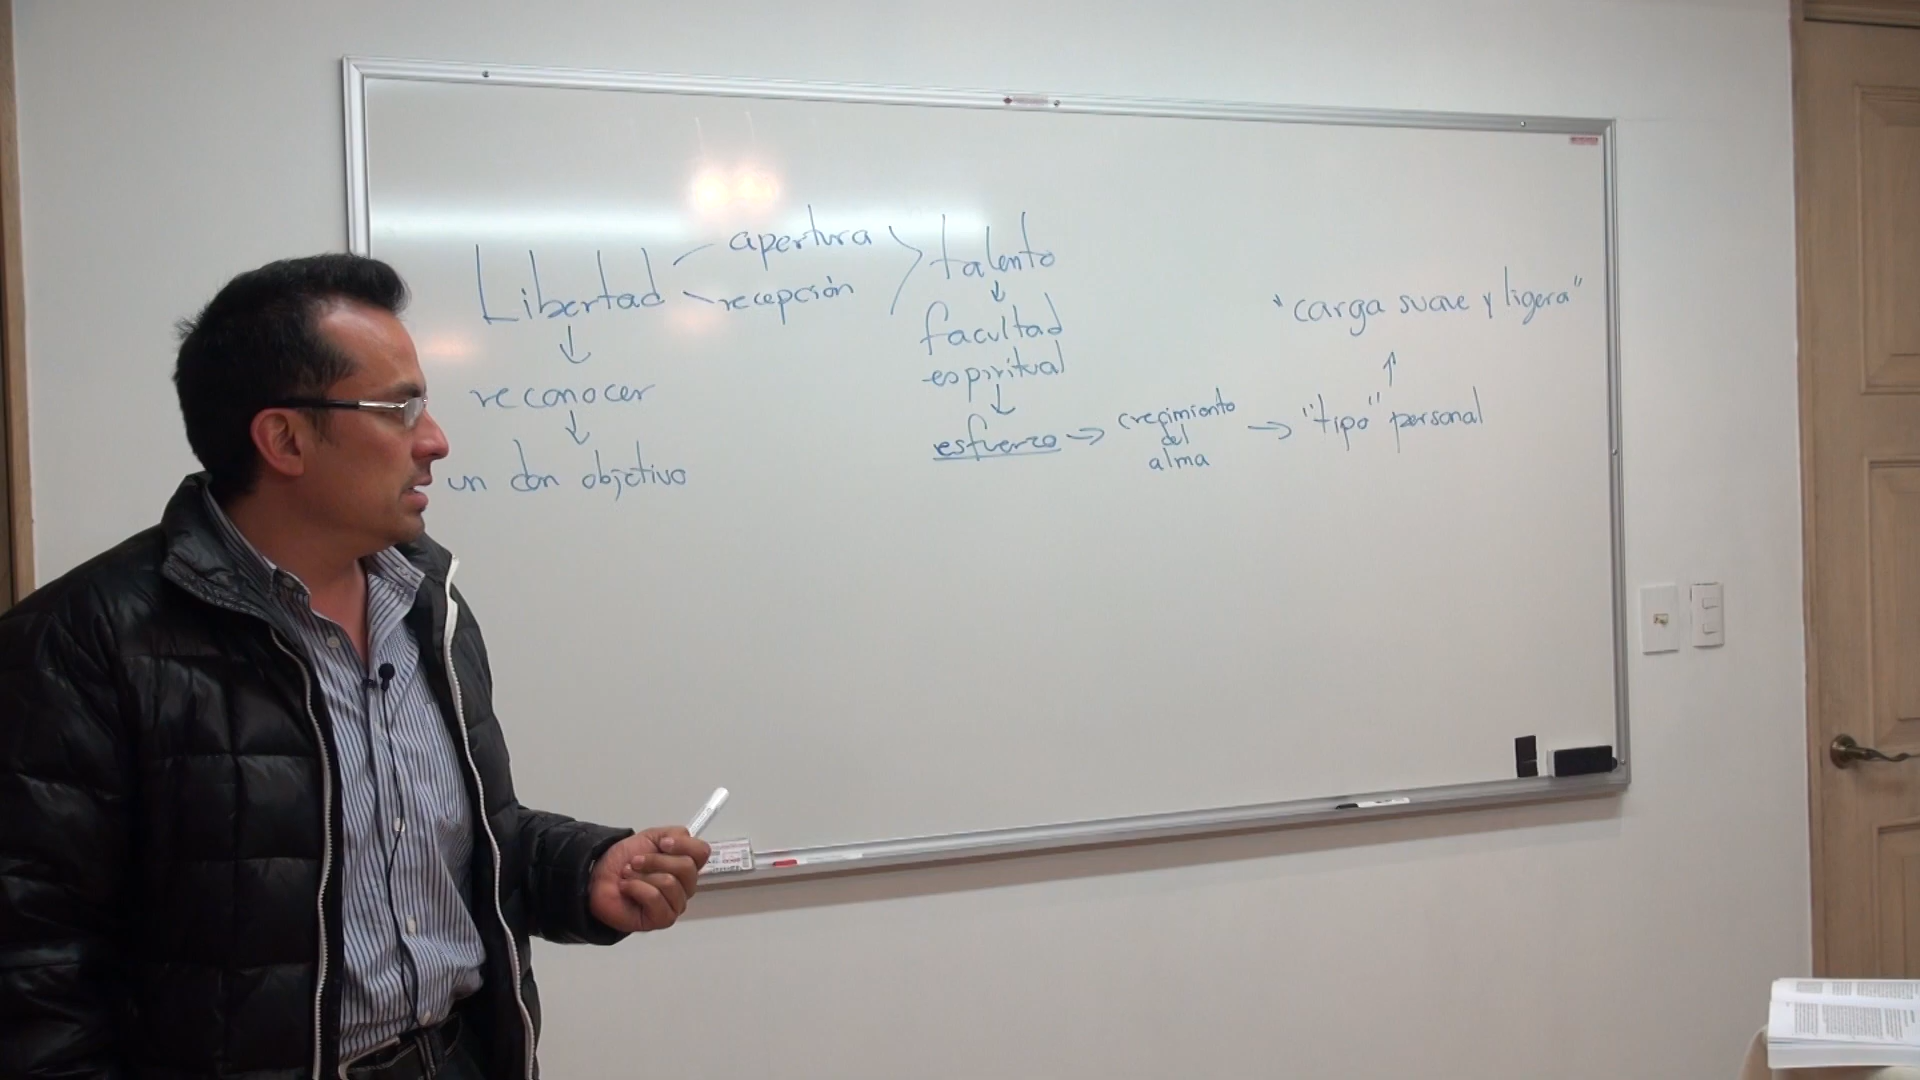 Libertad
apertura
recepción
talento
facultad
espiritual
esfuerzo → crecimiento
del
alma
→ "tipo" personal
"carga suave y ligera"
reconocer
un don objetivo